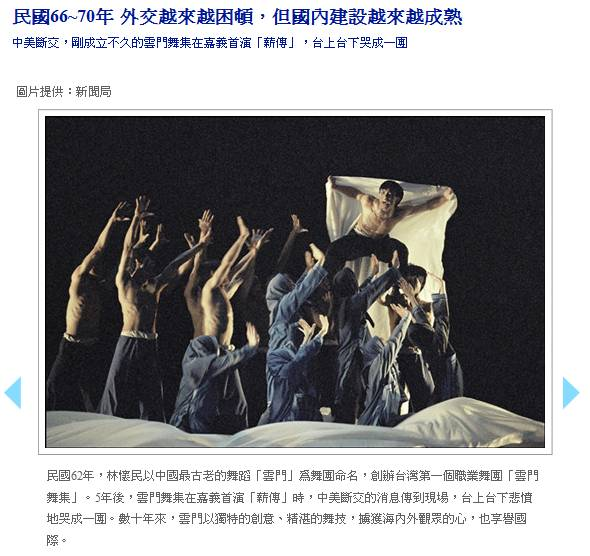 民國66~70年 外交越來越困頓，但國內建設越來越成熟
中美斷交，剛成立不久的雲門舞集在嘉義首演「薪傳」，台上台下哭成一團
圖片提供：新聞局
民國62年，林懷民以中國最古老的舞蹈「雲門」為舞團命名，創辦台灣第一個職業舞團「雲門
舞集」。5年後，雲門舞集在嘉義首演「薪傳」時，中美斷交的消息傳到現場，台上台下悲憤
地哭成一團。數十年來，雲門以獨特的創意、精湛的舞技，擄獲海內外觀眾的心，也享譽國
際。